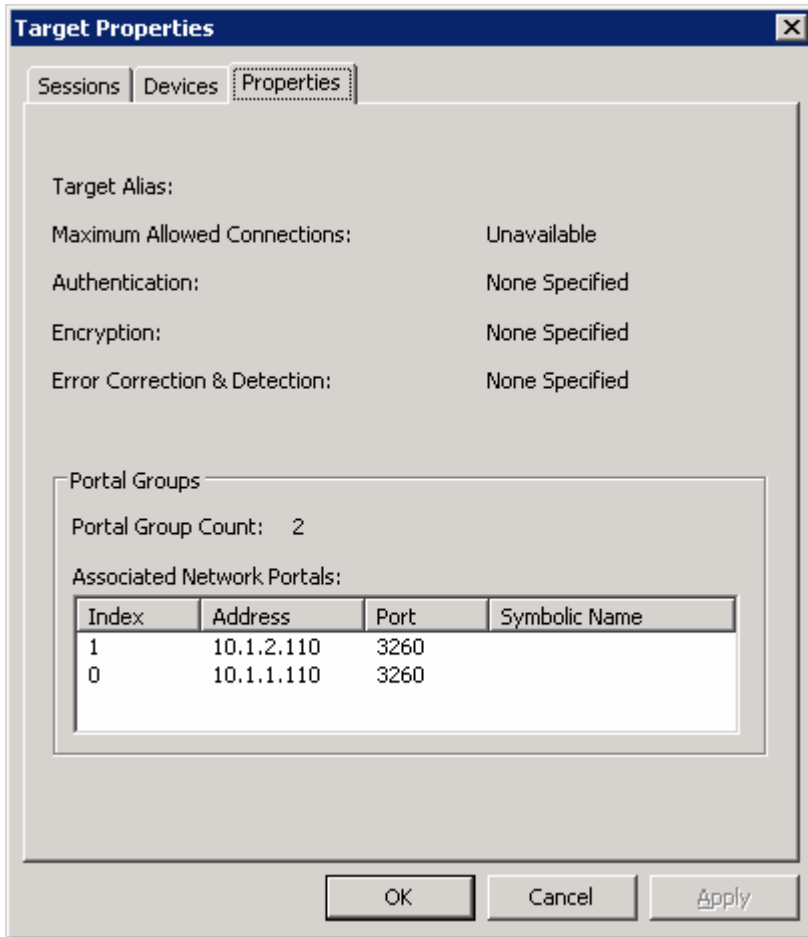 Target Properties
Sessions Devices Properties
Target Alias:
Maximum Allowed Connections: Unavailable
Authentication: None Specified
Encryption: None Specified
Error Correction & Detection: None Specified
Portal Groups
Portal Group Count: 2
Associated Network Portals:
Index Address Port Symbolic Name
1 10.1.2.110 3260
0 10.1.1.110 3260
OK Cancel Apply